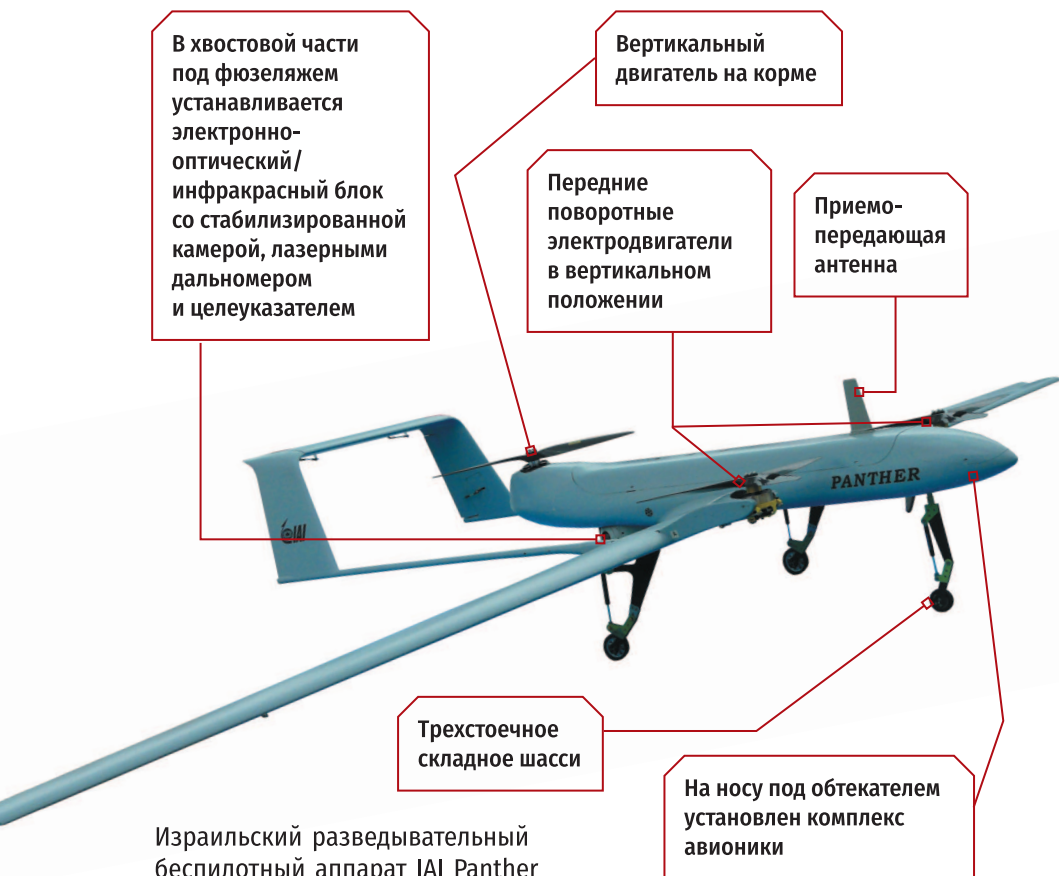 В хвостовой части
под фюзеляжем
устанавливается
электронно-
оптический/
инфракрасный блок
со стабилизированной
камерой, лазерными
дальномером
и целеуказателем
Вертикальный
двигатель на корме
Передние
поворотные
электродвигатели
в вертикальном
положении
Приемо-
передающая
антенна
PANTHER
IAI
Трехстоечное
складное шасси
На носу под обтекателем
установлен комплекс
авионики
Израильский разведывательный
беспилотный аппарат IAI Panther